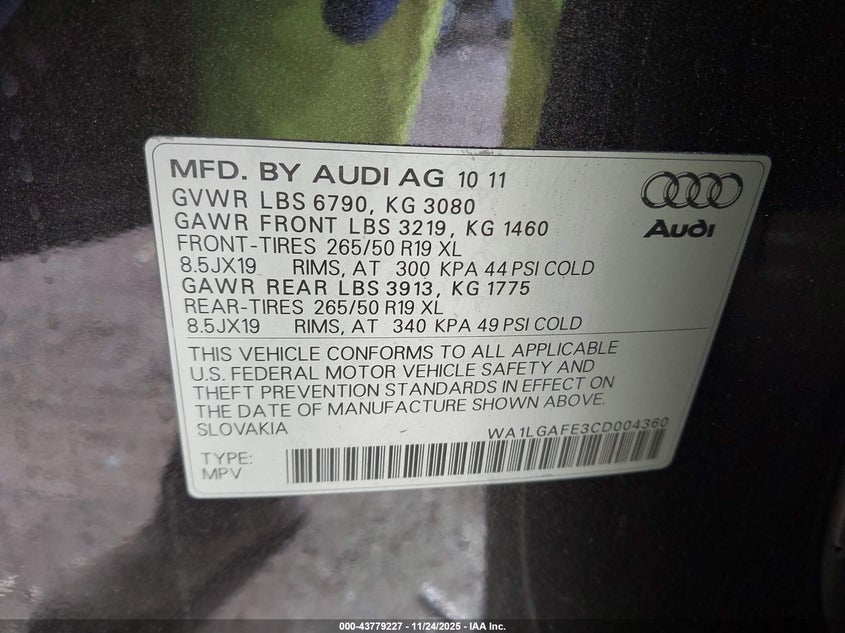 MFD. BY AUDI AG 10 11
GVWR LBS 6790, KG 3080
GAWR FRONT LBS 3219, KG 1460
FRONT-TIRES 265/50 R19 XL
8.5JX19 RIMS, AT 300 KPA 44 PSI COLD
GAWR REAR LBS 3913, KG 1775
REAR-TIRES 265/50 R19 XL
8.5JX19 RIMS, AT 340 KPA 49 PSI COLD
Audi
THIS VEHICLE CONFORMS TO ALL APPLICABLE
U.S. FEDERAL MOTOR VEHICLE SAFETY AND
THEFT PREVENTION STANDARDS IN EFFECT ON
THE DATE OF MANUFACTURE SHOWN ABOVE.
SLOVAKIA
WA1LGAFE3CD004360
TYPE:
MPV
000-43779227 - 11/24/2025 - IAA Inc.